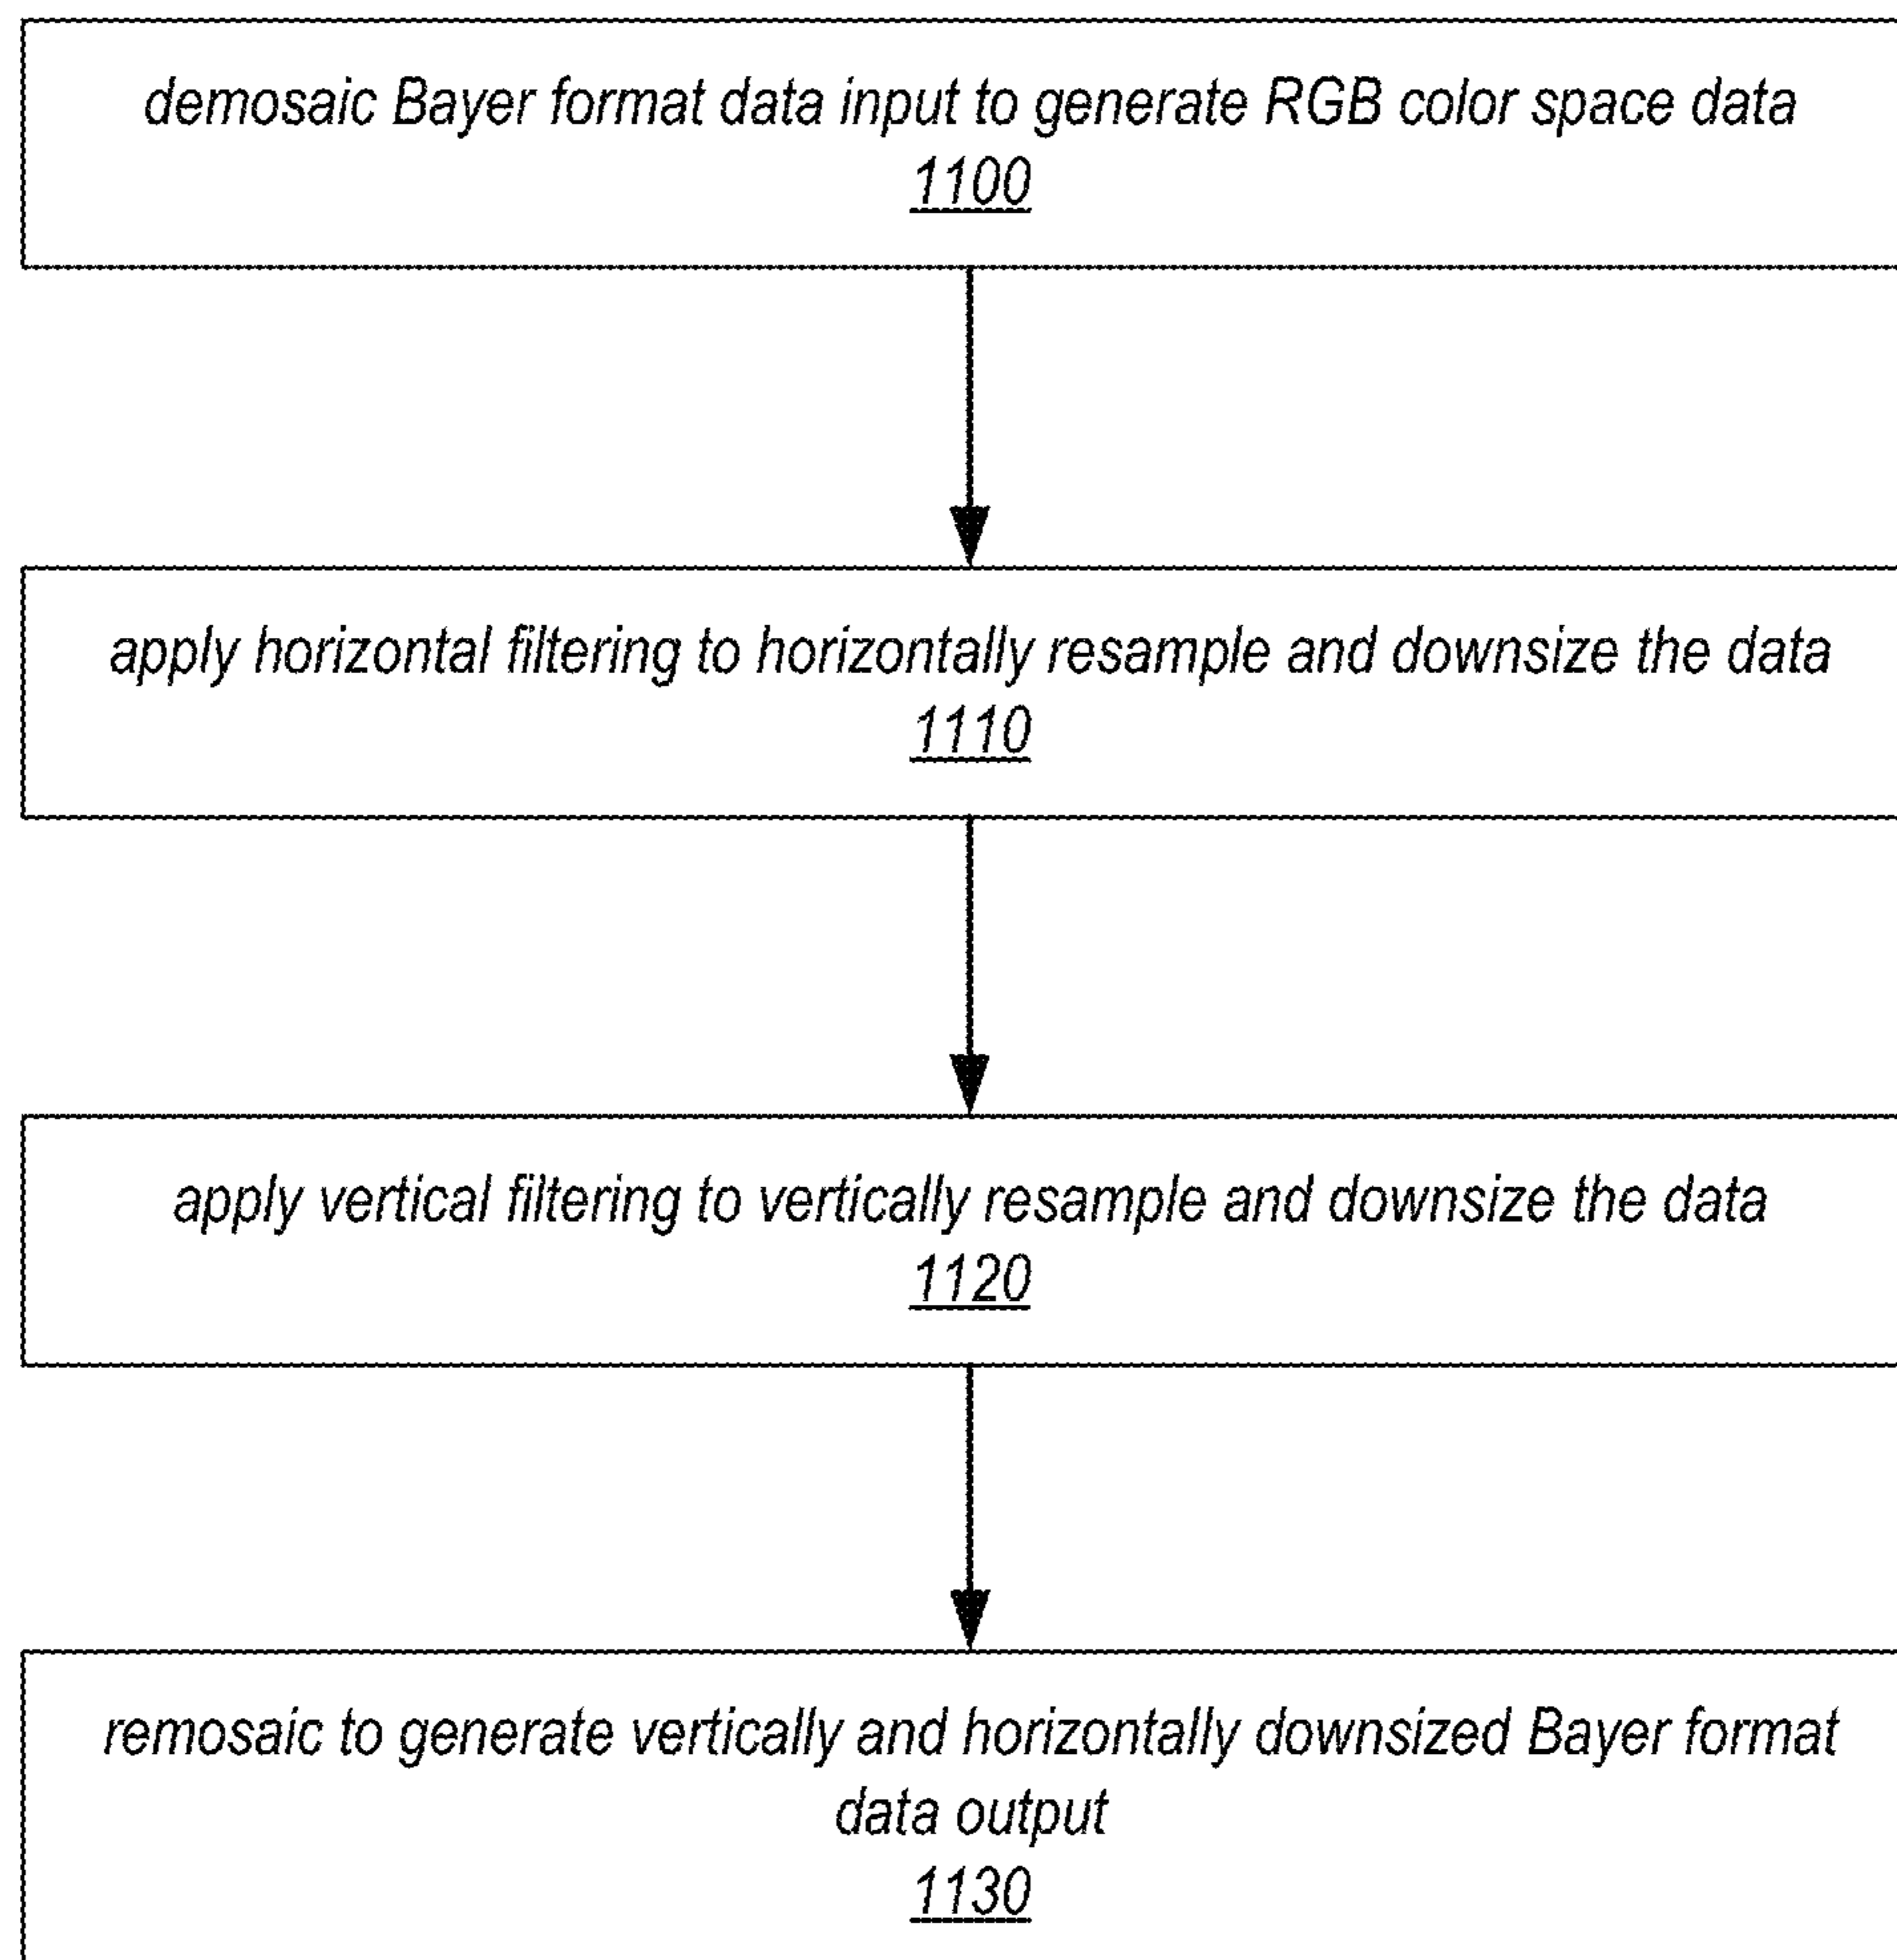 demosaic Bayer format data input to generate RGB color space data
1100
apply horizontal filtering to horizontally resample and downsize the data
1110
apply vertical filtering to vertically resample and downsize the data
1120
remosaic to generate vertically and horizontally downsized Bayer format
data output
1130